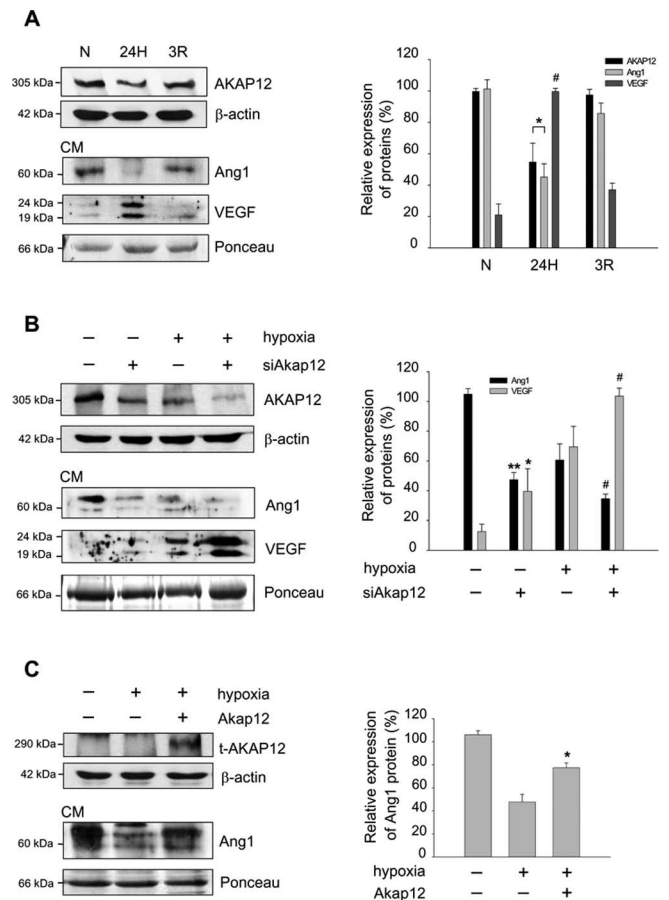 A
N 24H 3R
305 kDa AKAP12
42 kDa β-actin
CM
60 kDa Ang1
24 kDa
19 kDa VEGF
66 kDa Ponceau
120
100
80
60
40
20
0
Relative expression
of proteins (%)
AKAP12
Ang1
VEGF
*
#
N 24H 3R
B
– – + + hypoxia
– + – + siAkap12
305 kDa AKAP12
42 kDa β-actin
CM
60 kDa Ang1
24 kDa
19 kDa VEGF
66 kDa Ponceau
120
100
80
60
40
20
0
Relative expression
of proteins (%)
Ang1
VEGF
** * # #
hypoxia – – + +
siAkap12 – + – +
C
– + + hypoxia
– – + Akap12
290 kDa t-AKAP12
42 kDa β-actin
CM
60 kDa Ang1
66 kDa Ponceau
120
100
80
60
40
20
0
Relative expression
of Ang1 protein (%)
*
hypoxia – + +
Akap12 – – +